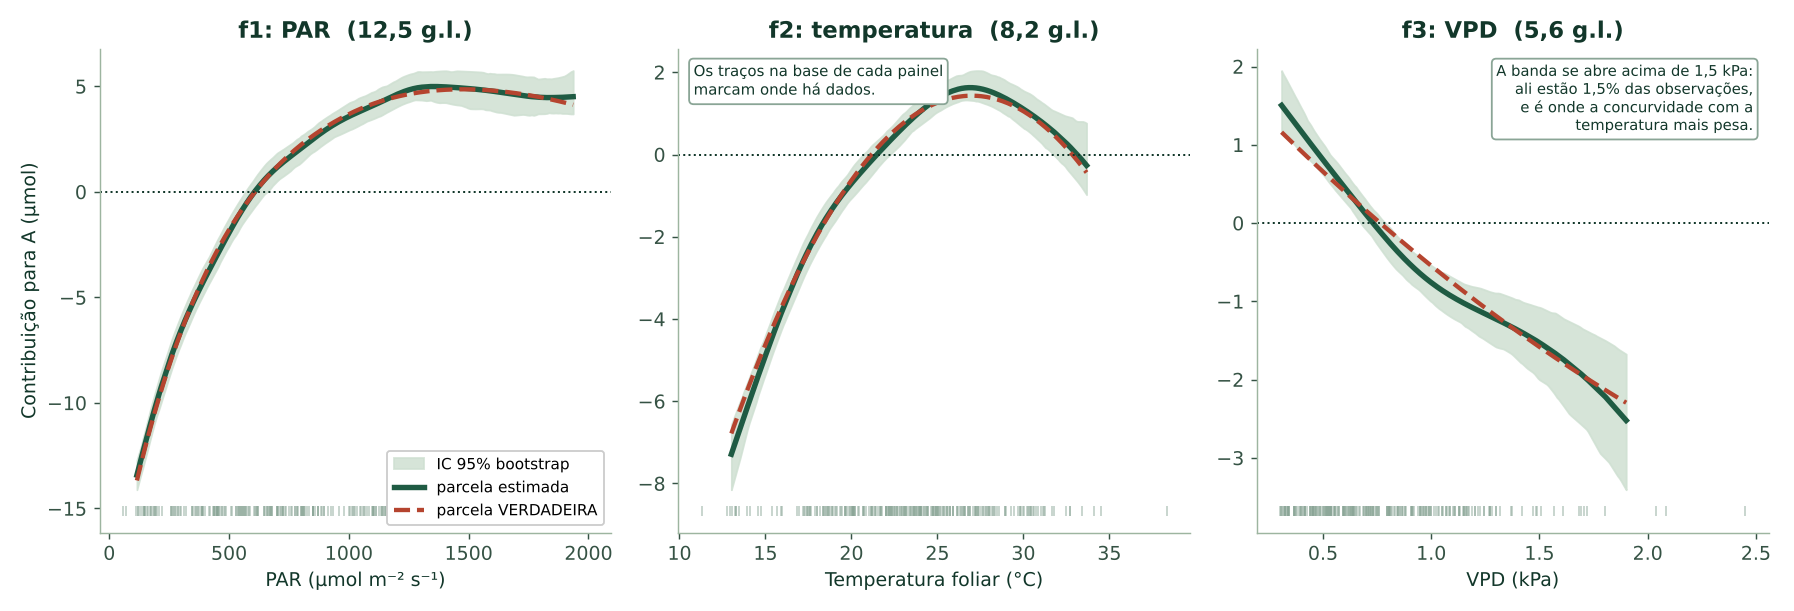 f1: PAR  (12,5 g.l.)
Contribuição para A (µmol)
5
0
−5
−10
−15
IC 95% bootstrap
parcela estimada
parcela VERDADEIRA
0
500
1000
1500
2000
PAR (µmol m⁻² s⁻¹)
f2: temperatura  (8,2 g.l.)
Os traços na base de cada painel
marcam onde há dados.
2
0
−2
−4
−6
−8
10
15
20
25
30
35
Temperatura foliar (°C)
f3: VPD  (5,6 g.l.)
A banda se abre acima de 1,5 kPa:
ali estão 1,5% das observações,
e é onde a concurvidade com a
temperatura mais pesa.
2
1
0
−1
−2
−3
0.5
1.0
1.5
2.0
2.5
VPD (kPa)